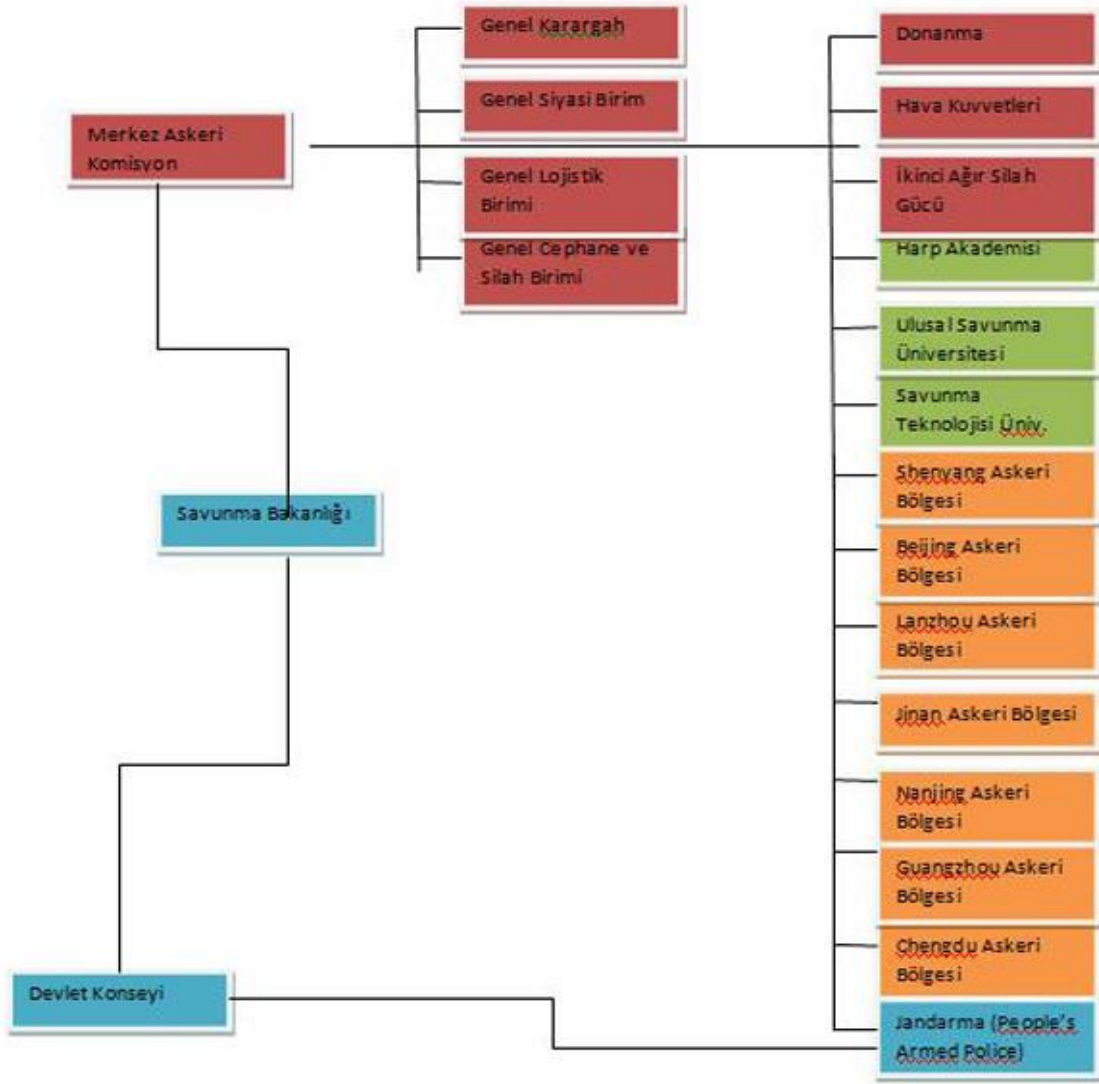 Merkez Askeri
Komisyon
Genel Karargah
Genel Siyasi Birim
Genel Lojistik
Birimi
Genel Cephane ve
Silah Birimi
Donanma
Hava Kuvvetleri
İkinci Ağır Silah
Gücü
Harp Akademisi
Ulusal Savunma
Üniversitesi
Savunma
Teknolojisi Üniv.
Shenyang Askeri
Bölgesi
Beijing Askeri
Bölgesi
Lanzhou Askeri
Bölgesi
Jinan Askeri Bölgesi
Nanjing Askeri
Bölgesi
Guangzhou Askeri
Bölgesi
Chengdu Askeri
Bölgesi
Jandarma (People's
Armed Police)
Savunma Bakanlığı
Devlet Konseyi